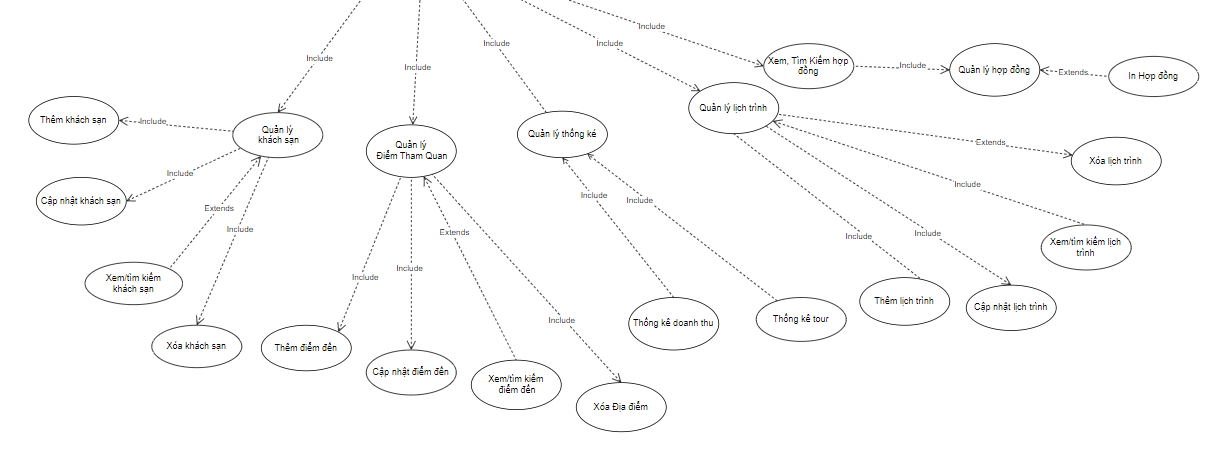 Include
Include
Include
Include
Include
Xem, Tìm Kiếm hợp
đồng
Include
Quản lý hợp đồng
Extends
In Hợp đồng
Thêm khách sạn
Include
Quản lý
khách sạn
Quản lý
Điểm Tham Quan
Quản lý thống kê
Quản lý lịch trình
Extends
Xóa lịch trình
Include
Cập nhật khách sạn
Extends
Include
Extends
Include
Include
Include
Include
Include
Xem/tìm kiếm lịch
trình
Xem/tìm kiếm
khách sạn
Include
Include
Thêm lịch trình
Cập nhật lịch trình
Include
Thống kê doanh thu
Thống kê tour
Xóa khách sạn
Thêm điểm đến
Cập nhật điểm đến
Xem/tìm kiếm
điểm đến
Xóa Địa điểm